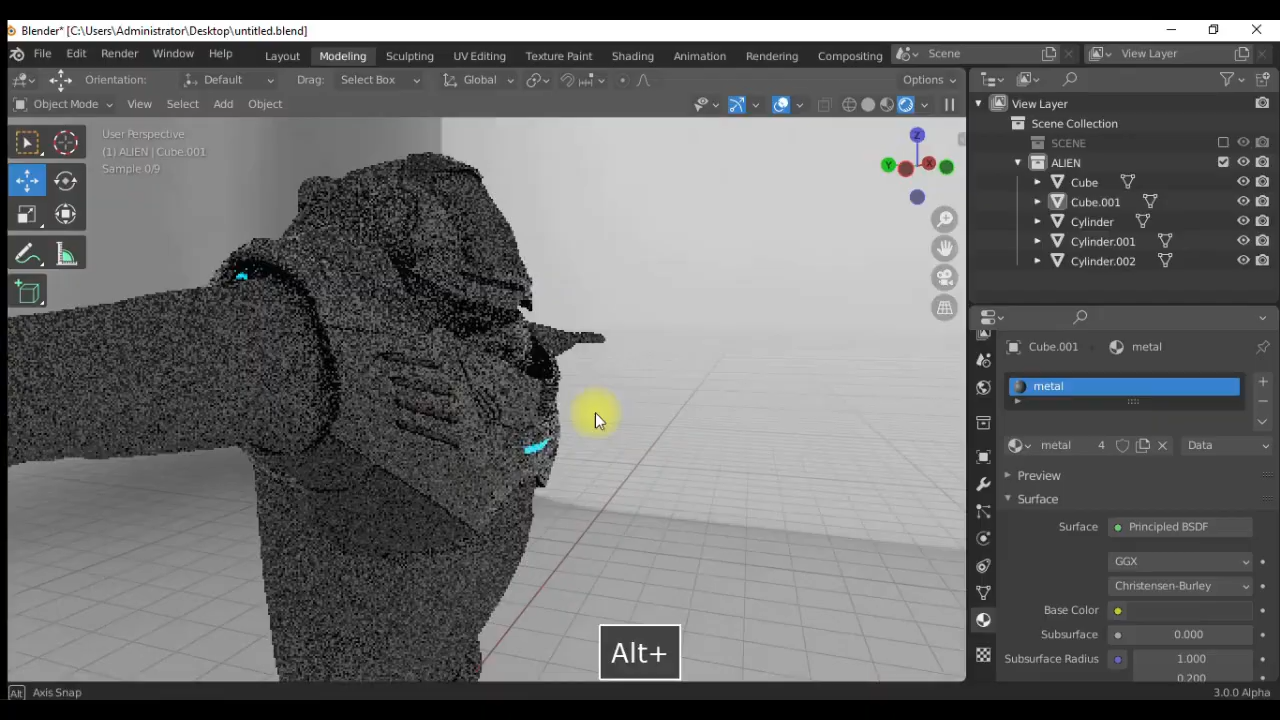 Blender* [C:\Users\Administrator\Desktop\untitled.blend]
File Edit Render Window Help Layout Modeling Sculpting UV Editing Texture Paint Shading Animation Rendering Compositing Scene View Layer
Orientation: Default Drag: Select Box Global Options
Object Mode View Select Add Object
View Layer
Scene Collection
SCENE
ALIEN
Cube
Cube.001
Cylinder
Cylinder.001
Cylinder.002
User Perspective
(1) ALIEN | Cube.001
Sample 0/9
Z
Y
X
Cube.001 metal
metal
metal 4 Data
Preview
Surface
Surface Principled BSDF
GGX
Christensen-Burley
Base Color
Subsurface 0.000
Subsurface Radius 1.000
0.200
Alt+
Alt Axis Snap
3.0.0 Alpha